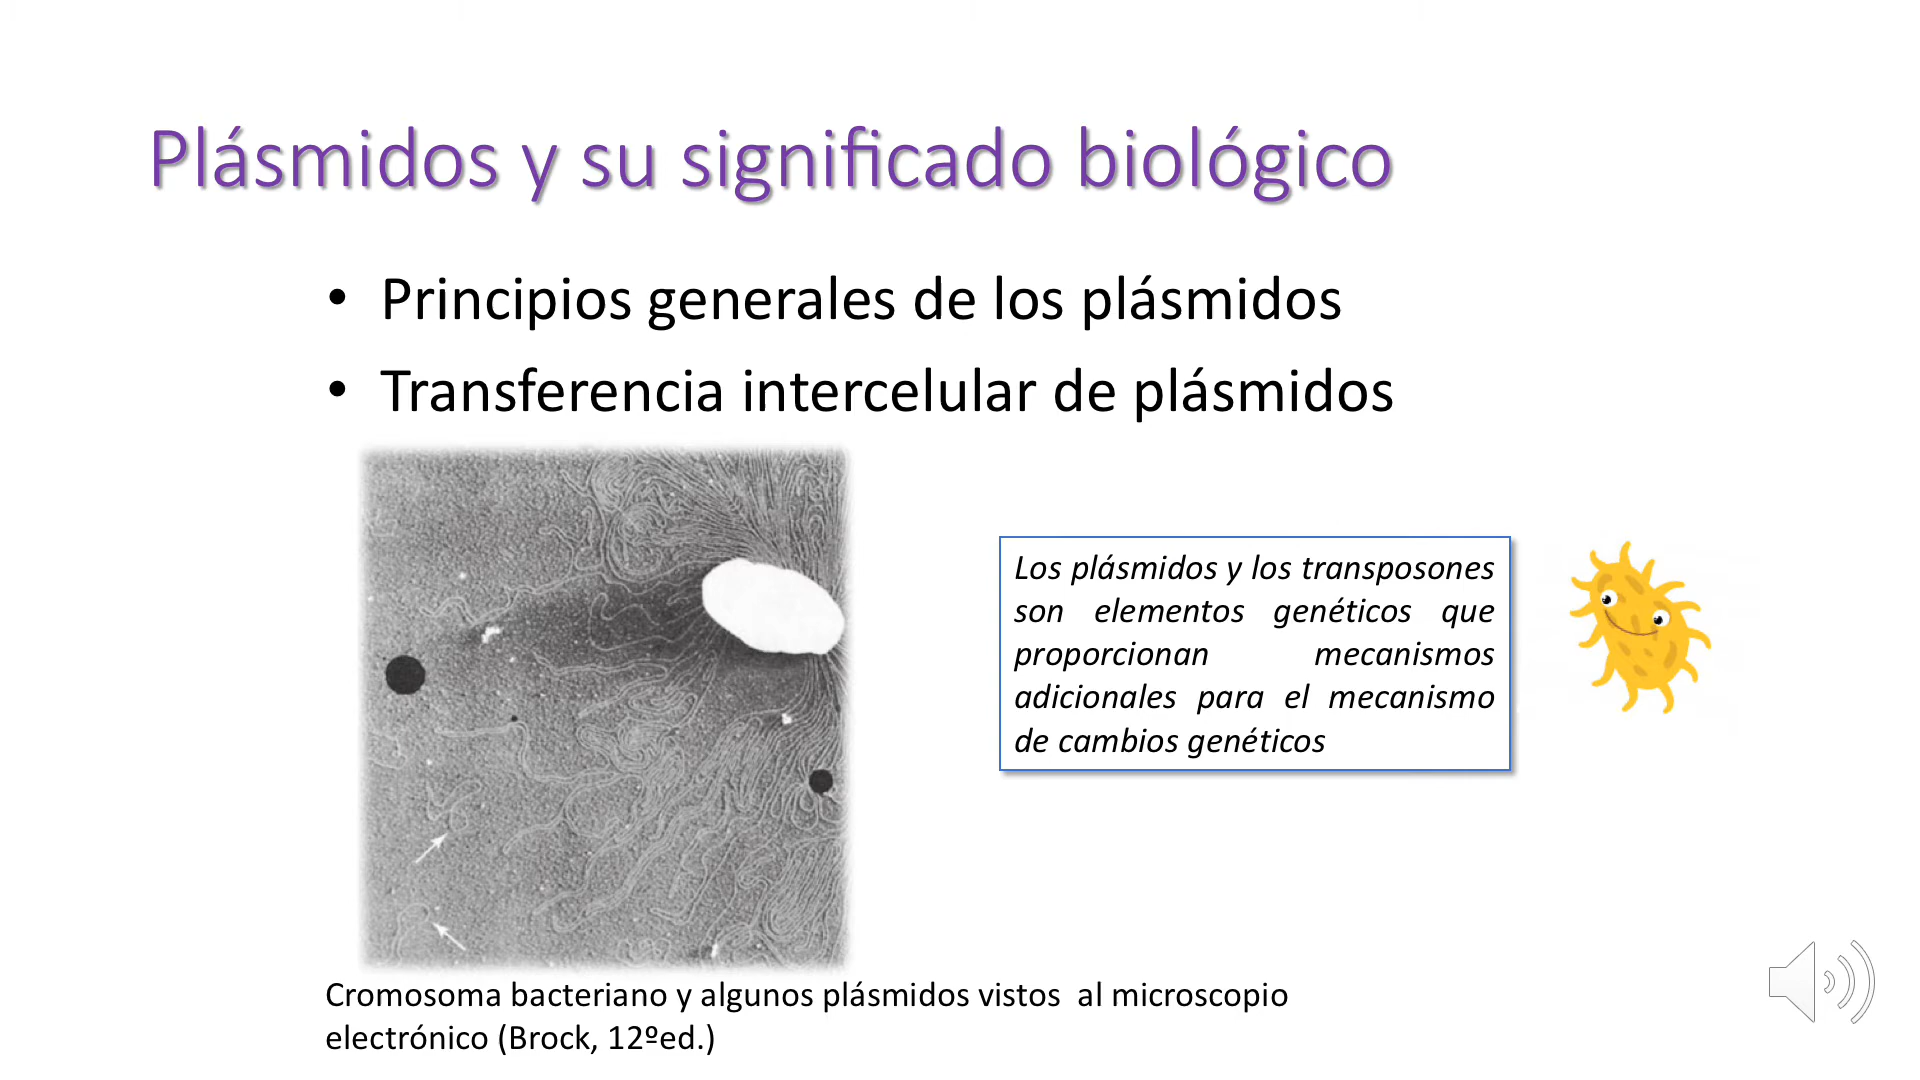 Plásmidos y su significado biológico
• Principios generales de los plásmidos
• Transferencia intercelular de plásmidos
Los plásmidos y los transposones
son elementos genéticos que
proporcionan mecanismos
adicionales para el mecanismo
de cambios genéticos
Cromosoma bacteriano y algunos plásmidos vistos al microscopio
electrónico (Brock, 12ºed.)